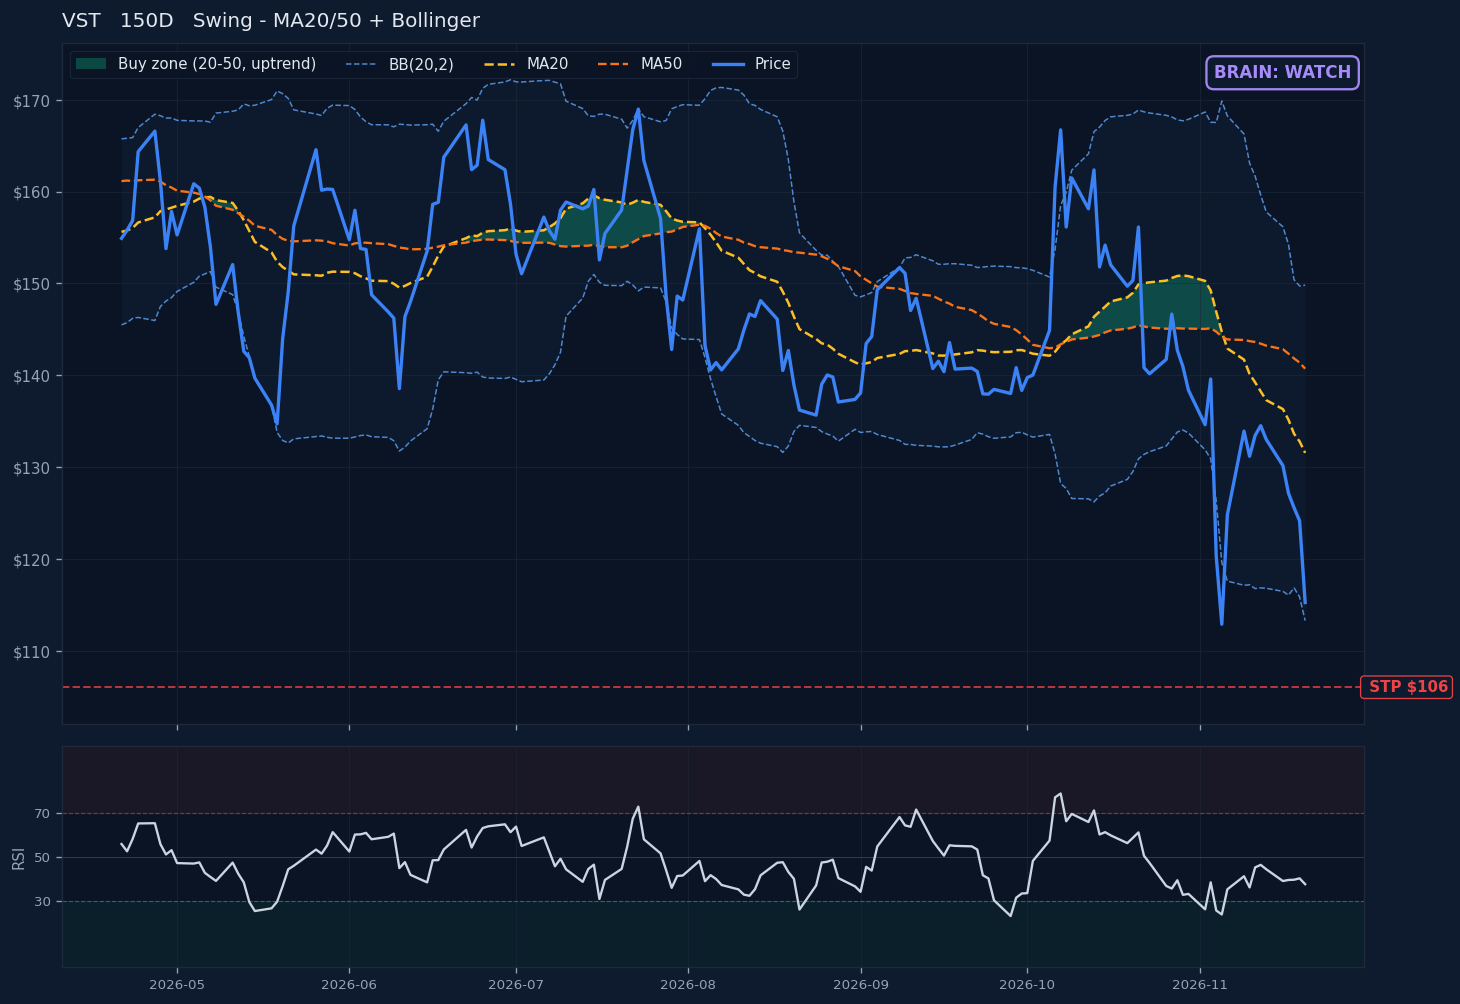 VST 150D Swing - MA20/50 + Bollinger
Buy zone (20-50, uptrend) BB(20,2) MA20 MA50 Price
BRAIN: WATCH
$170
$160
$150
$140
$130
$120
$110
STP $106
RSI
70
50
30
2026-05 2026-06 2026-07 2026-08 2026-09 2026-10 2026-11